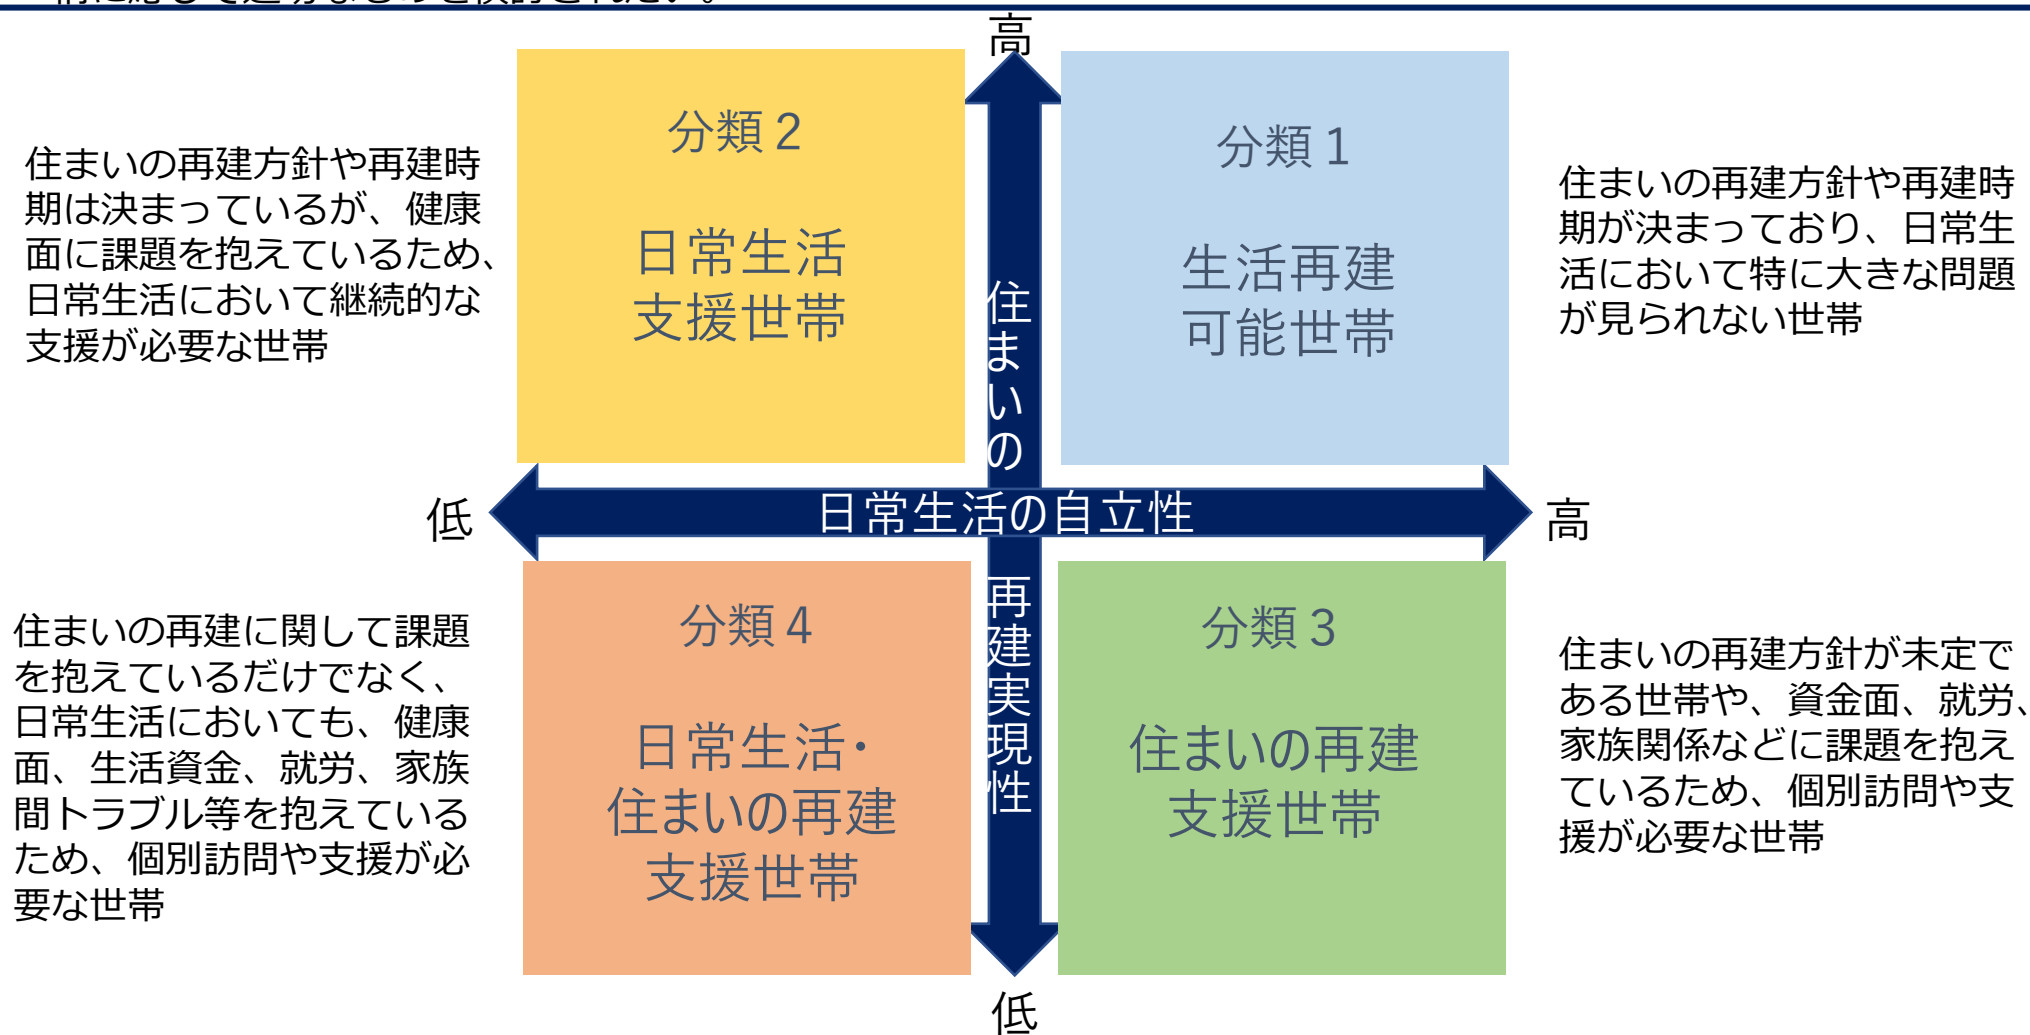 高
分類２
日常生活
支援世帯
分類１
生活再建
可能世帯
住まいの再建方針や再建時
期は決まっているが、健康
面に課題を抱えているため、
日常生活において継続的な
支援が必要な世帯
住まいの再建方針や再建時
期が決まっており、日常生
活において特に大きな問題
が見られない世帯
住まいの
再建実現性
低
日常生活の自立性
高
分類４
日常生活・
住まいの再建
支援世帯
分類３
住まいの再建
支援世帯
住まいの再建に関して課題
を抱えているだけでなく、
日常生活においても、健康
面、生活資金、就労、家族
間トラブル等を抱えている
ため、個別訪問や支援が必
要な世帯
住まいの再建方針が未定で
ある世帯や、資金面、就労、
家族関係などに課題を抱え
ているため、個別訪問や支
援が必要な世帯
低